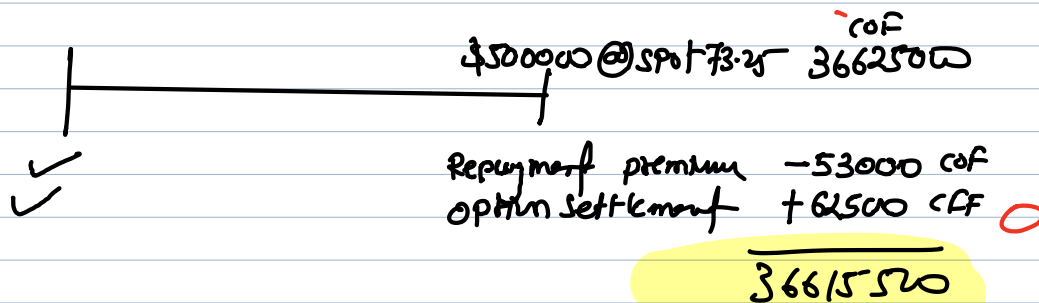 COF
$500000 @ spot 73.25 36625000
Repayment premium -53000 COF
option settlement +62500 CFF
36615520